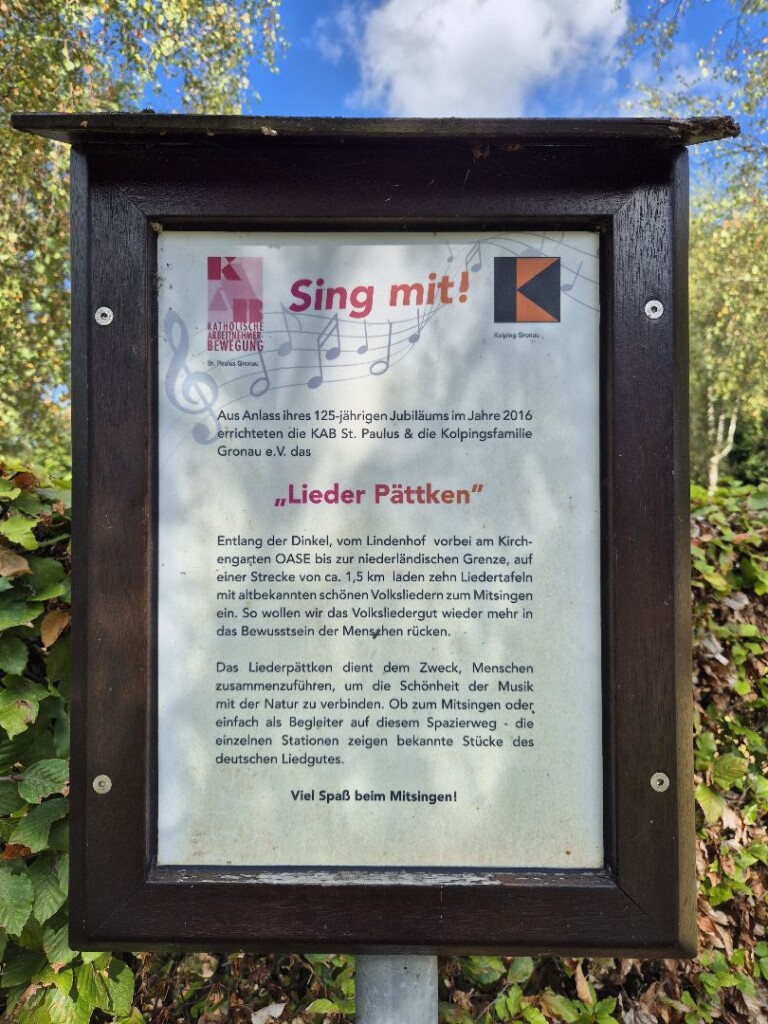 KAB
KATHOLISCHE
ARBEITNEHMER-
BEWEGUNG
St. Paulus Gronau
Sing mit!
K
Kolping Gronau
Aus Anlass ihres 125-jährigen Jubiläums im Jahre 2016
errichteten die KAB St. Paulus & die Kolpingsfamilie
Gronau e.V. das
„Lieder Pättken”
Entlang der Dinkel, vom Lindenhof vorbei am Kirch-
engarten OASE bis zur niederländischen Grenze, auf
einer Strecke von ca. 1,5 km laden zehn Liedertafeln
mit altbekannten schönen Volksliedern zum Mitsingen
ein. So wollen wir das Volksliedergut wieder mehr in
das Bewusstsein der Menschen rücken.
Das Liederpättken dient dem Zweck, Menschen
zusammenzuführen, um die Schönheit der Musik
mit der Natur zu verbinden. Ob zum Mitsingen oder
einfach als Begleiter auf diesem Spazierweg - die
einzelnen Stationen zeigen bekannte Stücke des
deutschen Liedgutes.
Viel Spaß beim Mitsingen!